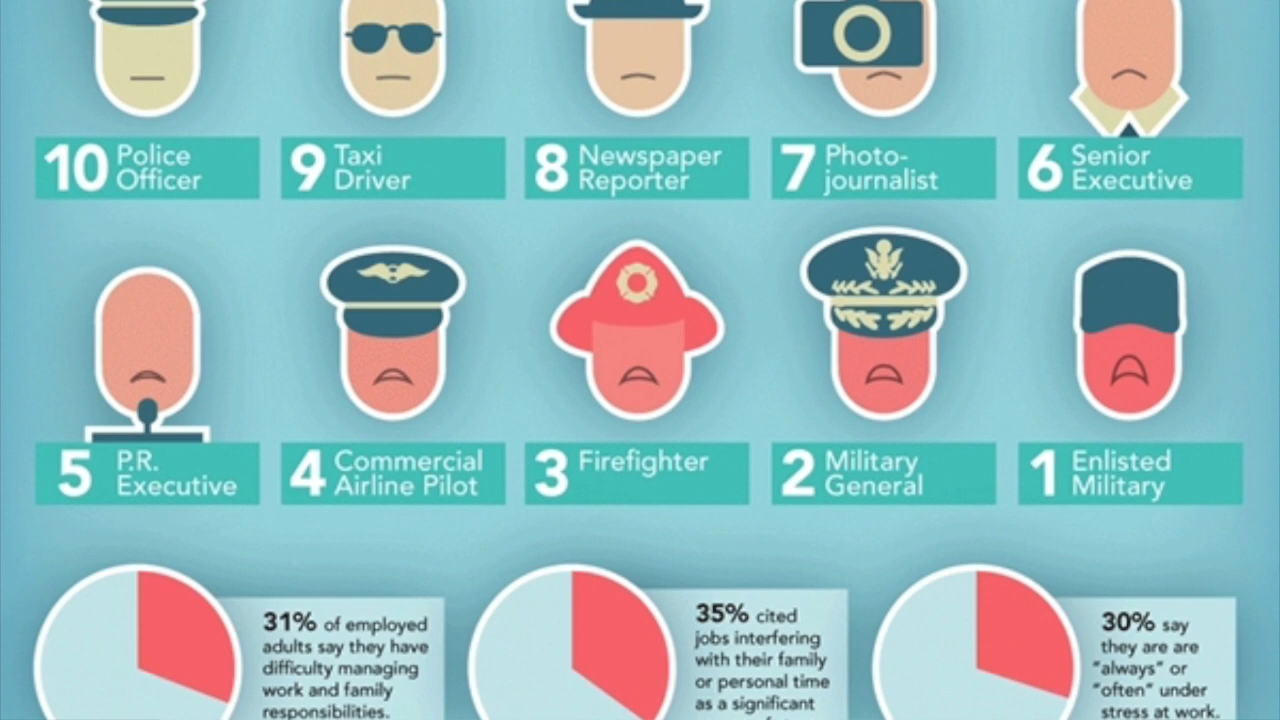 10 Police
Officer
9 Taxi
Driver
8 Newspaper
Reporter
7 Photo-
journalist
6 Senior
Executive
5 P.R.
Executive
4 Commercial
Airline Pilot
3 Firefighter
2 Military
General
1 Enlisted
Military
31% of employed
adults say they have
difficulty managing
work and family
responsibilities.
35% cited
jobs interfering
with their family
or personal time
as a significant
30% say
they are are
“always” or
“often” under
stress at work.